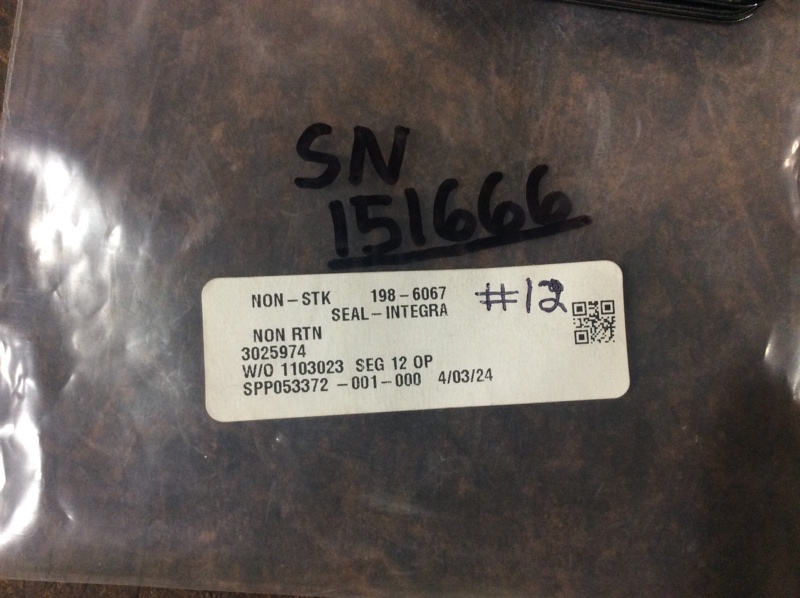 SN
151666
NON-STK 198-6067 #12
SEAL-INTEGRA
NON RTN
3025974
W/O 1103023 SEG 12 OP
SPP053372 -001-000 4/03/24